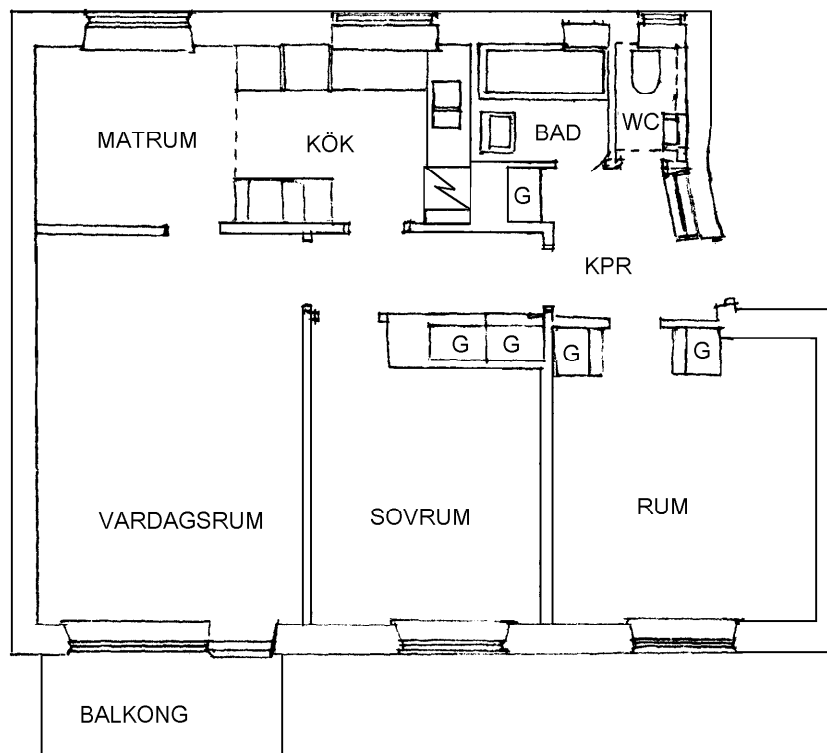 MATRUM
KÖK
BAD
WC
G
KPR
G
G
G
G
VARDAGSRUM
SOVRUM
RUM
BALKONG